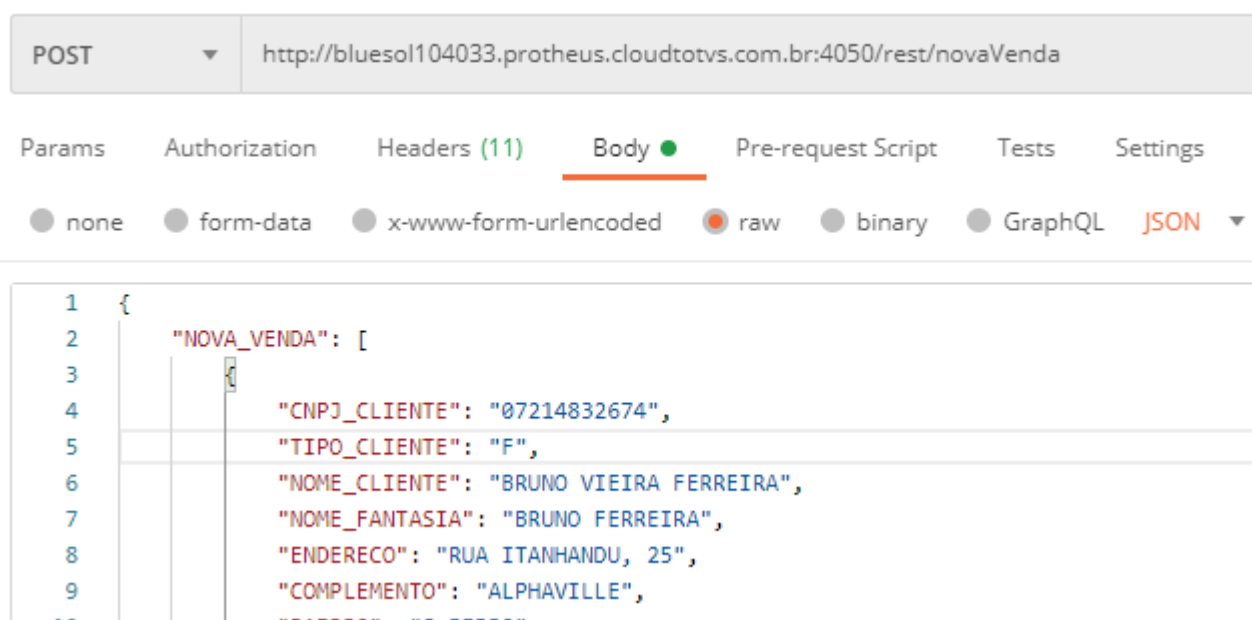 POST http://bluesol104033.protheus.cloudtotvs.com.br:4050/rest/novaVenda
Params Authorization Headers (11) Body Pre-request Script Tests Settings
none form-data x-www-form-urlencoded raw binary GraphQL JSON
1 {
2 "NOVA_VENDA": [
3 {
4 "CNPJ_CLIENTE": "07214832674",
5 "TIPO_CLIENTE": "F",
6 "NOME_CLIENTE": "BRUNO VIEIRA FERREIRA",
7 "NOME_FANTASIA": "BRUNO FERREIRA",
8 "ENDERECO": "RUA ITANHANDU, 25",
9 "COMPLEMENTO": "ALPHAVILLE",